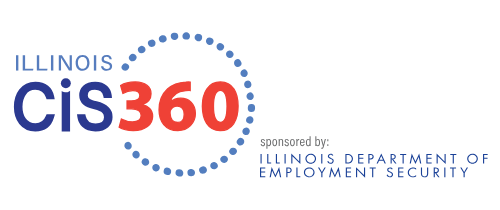 ILLINOIS
CiS360
sponsored by:
ILLINOIS DEPARTMENT OF
EMPLOYMENT SECURITY